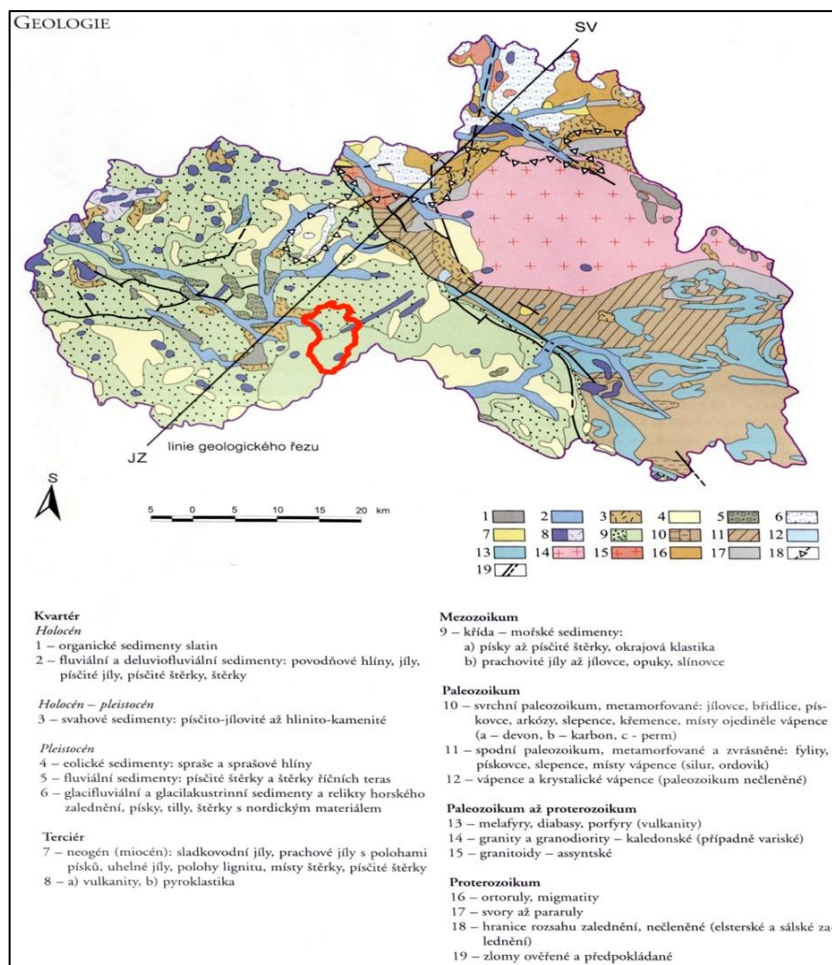 GEOLOGIE
SV
JZ
linie geologického řezu
S
5 0 5 10 15 20 km
1 2 3 4 5 6
7 8 9 10 11 12
13 14 15 16 17 18
19
Kvartér
Holocén
1 – organické sedimenty slatin
2 – fluviální a deluviofluviální sedimenty: povodňové hlíny, jíly,
písčité jíly, písčité štěrky, štěrky
Holocén – pleistocén
3 – svahové sedimenty: písčito-jílovité až hlinito-kamenité
Pleistocén
4 – eolické sedimenty: spraše a sprašové hlíny
5 – fluviální sedimenty: písčité štěrky a štěrky říčních teras
6 – glacifluviální a glacilakustrinní sedimenty a relikty horského
zalednění, písky, tilly, štěrky s nordickým materiálem
Terciér
7 – neogén (miocén): sladkovodní jíly, prachové jíly s polohami
písků, uhelné jíly, polohy lignitu, místy štěrky, písčité štěrky
8 – a) vulkanity, b) pyroklastika
Mezozoikum
9 – křída – mořské sedimenty:
a) písky až písčité štěrky, okrajová klastika
b) prachovité jíly až jílovce, opuky, slínovce
Paleozoikum
10 – svrchní paleozoikum, metamorfované: jílovce, břidlice, pís-
kovce, arkózy, slepence, křemence, místy ojediněle vápence
(a – devon, b – karbon, c - perm)
11 – spodní paleozoikum, metamorfované a zvrásněné: fylity,
pískovce, slepence, místy vápence (silur, ordovik)
12 – vápence a krystalické vápence (paleozoikum nečleněné)
Paleozoikum až proterozoikum
13 – melafyry, diabasy, porfyry (vulkanity)
14 – granity a granodiority – kaledonské (případně variské)
15 – granitoidy – assyntské
Proterozoikum
16 – ortoruly, migmatity
17 – svory až pararuly
18 – hranice rozsahu zalednění, nečleněné (elsterské a sálské za-
lednění)
19 – zlomy ověřené a předpokládané